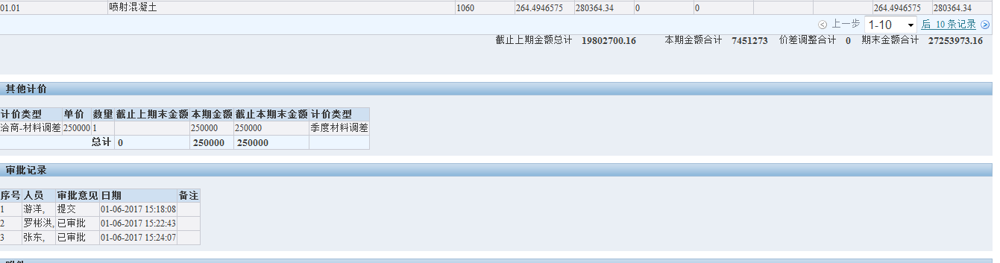 01.01 喷射混凝土 1060 264.4946575 280364.34 0 0 264.4946575 280364.34
上一步 1-10 后 10 条记录
截止上期金额总计 19802700.16 本期金额合计 7451273 价差调整合计 0 期末金额合计 27253973.16
其他计价
计价类型 单价 数量 截止上期末金额 本期金额 截止本期末金额 计价类型
洽商-材料调差 250000 1 250000 250000 季度材料调差
总计 0 250000 250000
审批记录
序号 人员 审批意见 日期 备注
1 游洋, 提交 01-06-2017 15:18:08
2 罗彬洪, 已审批 01-06-2017 15:22:43
3 张东, 已审批 01-06-2017 15:24:07